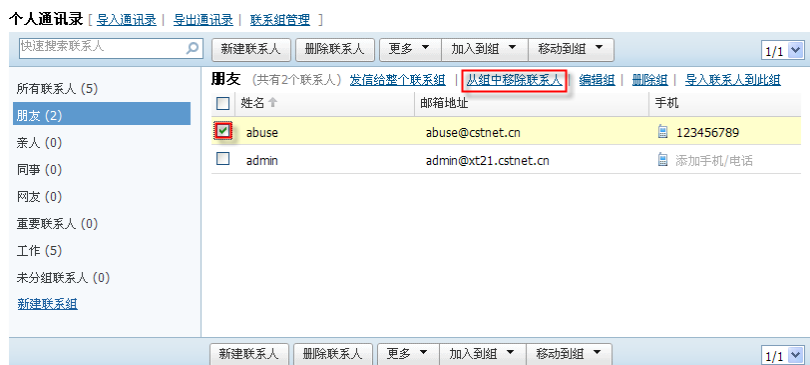 个人通讯录 [ 导入通讯录 | 导出通讯录 | 联系组管理 ]
快速搜索联系人 新建联系人 删除联系人 更多 加入到组 移动到组 1/1
所有联系人 (5)
朋友 (2)
亲人 (0)
同事 (0)
网友 (0)
重要联系人 (0)
工作 (5)
未分组联系人 (0)
新建联系组
朋友 (共有2个联系人) 发信给整个联系组 | 从组中移除联系人 | 编辑组 | 删除组 | 导入联系人到此组
姓名 邮箱地址 手机
abuse abuse@cstnet.cn 123456789
admin admin@xt21.cstnet.cn 添加手机/电话
新建联系人 删除联系人 更多 加入到组 移动到组 1/1